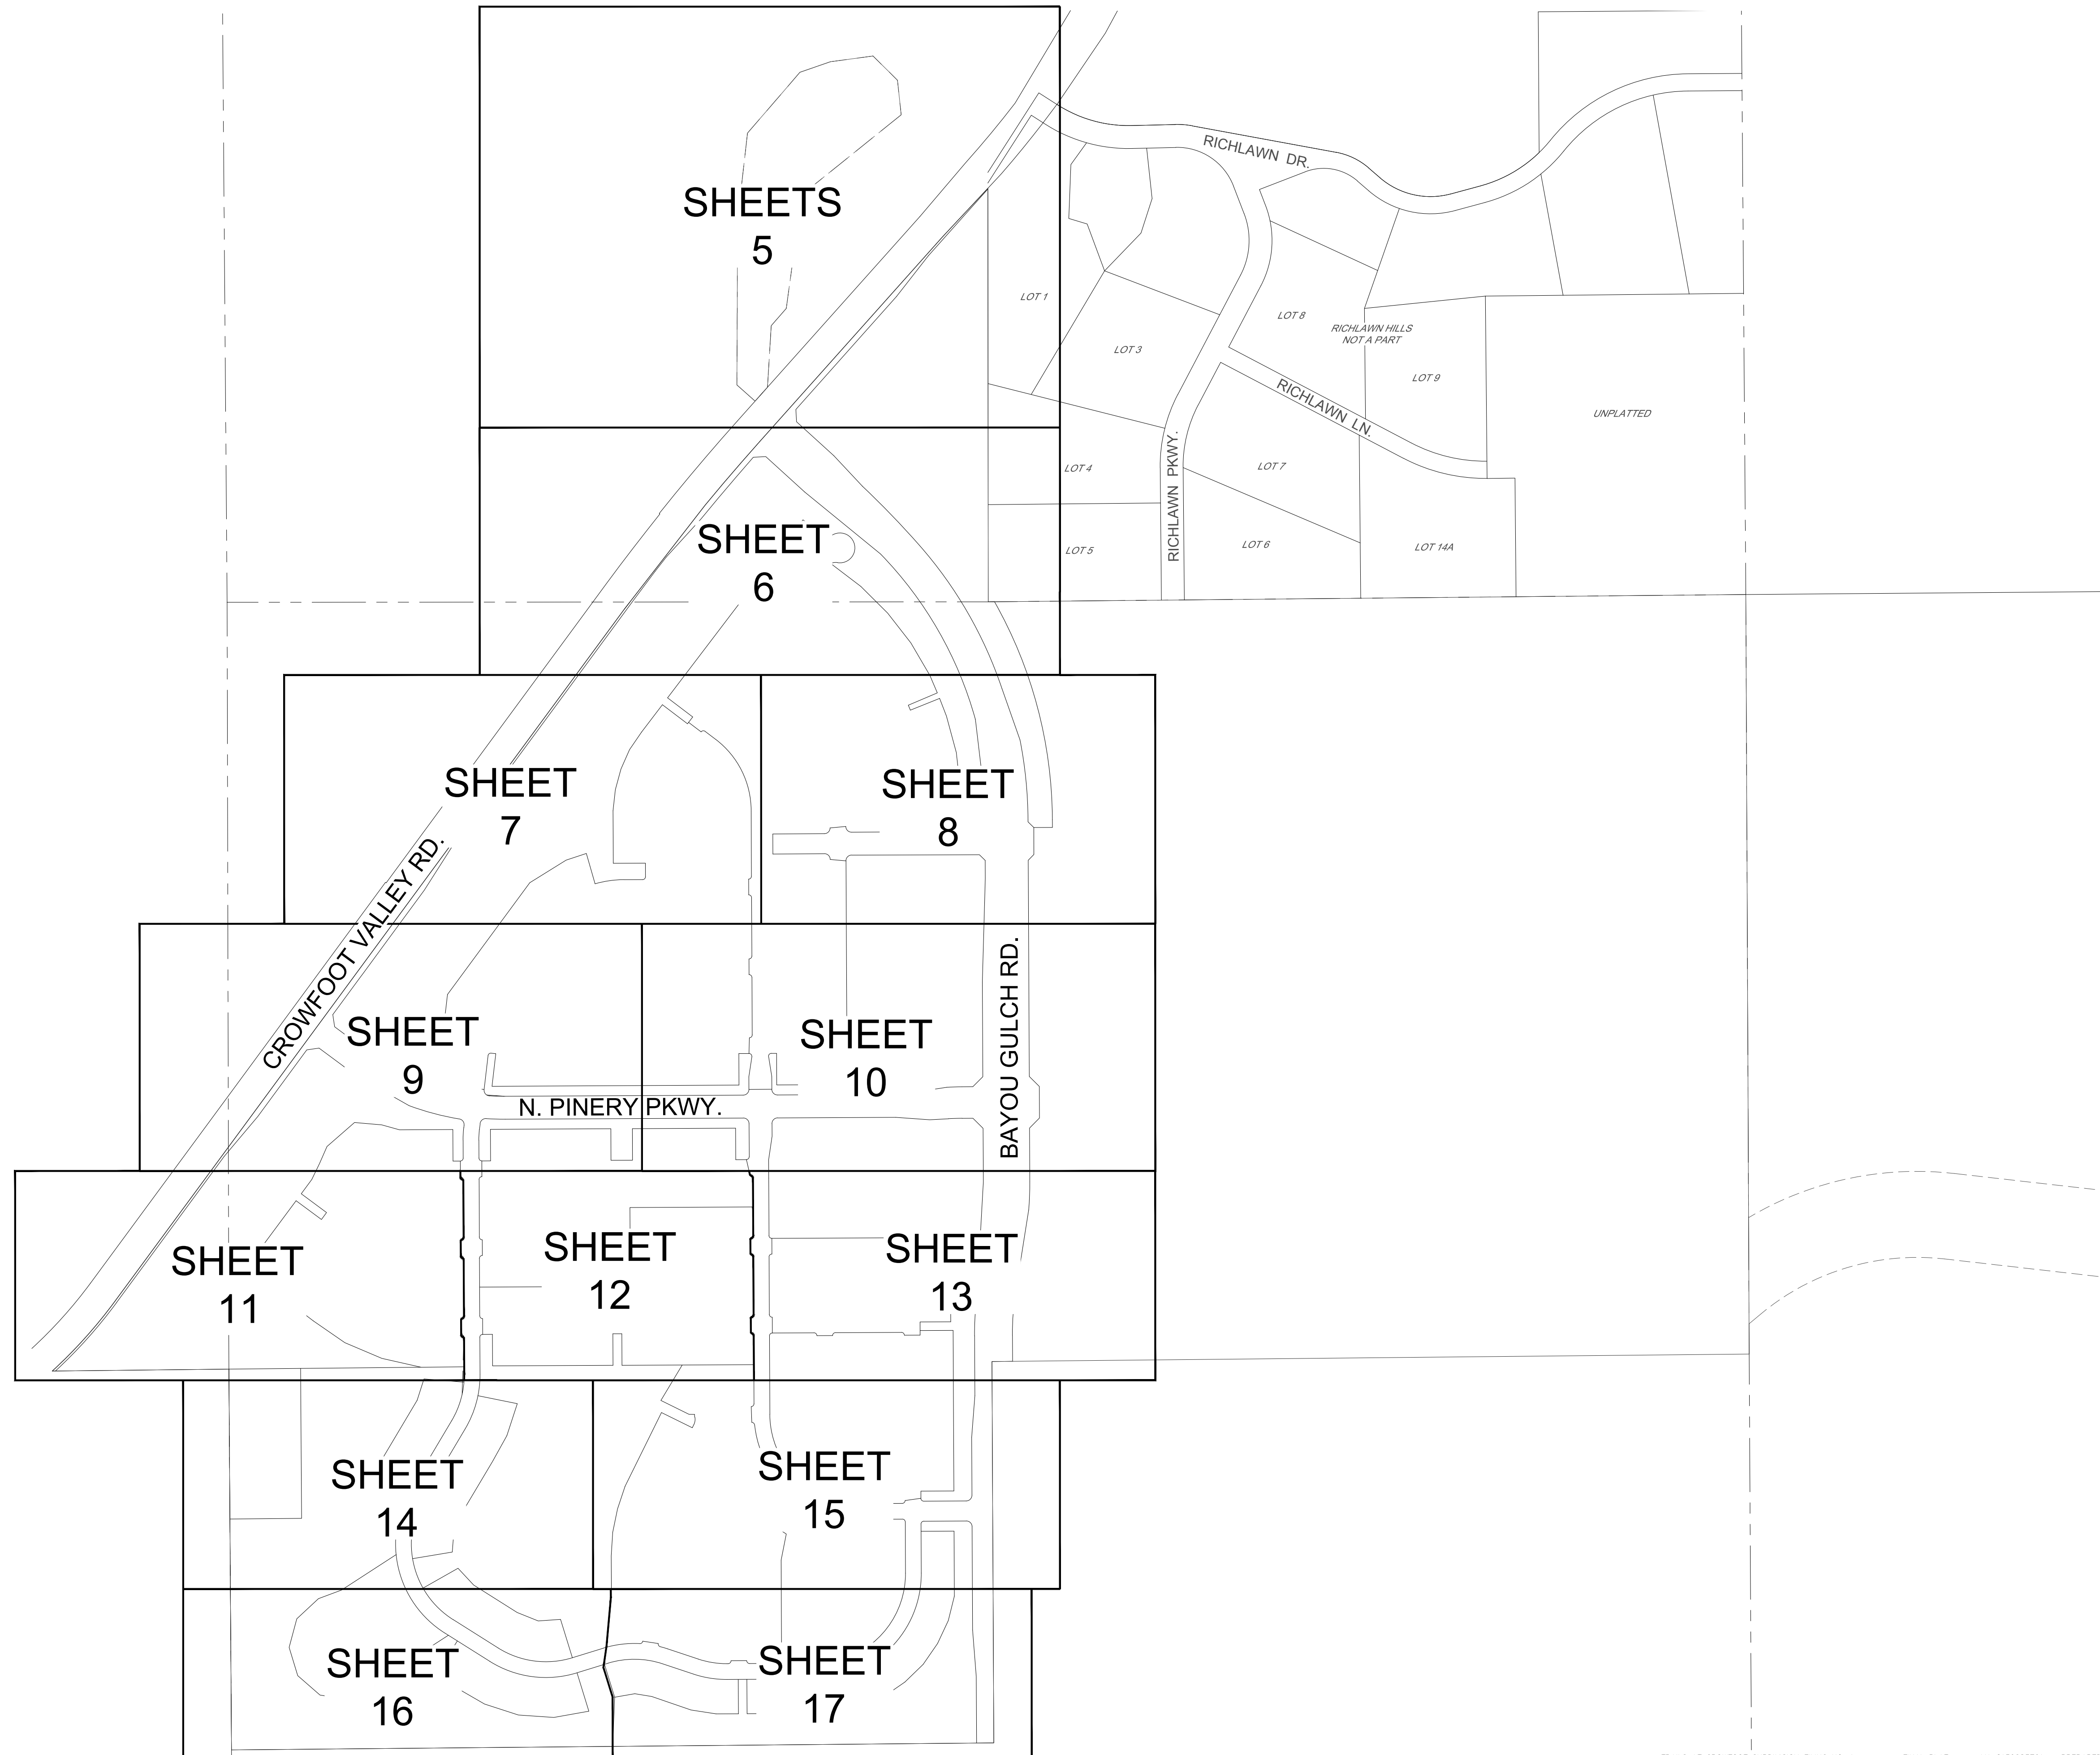 RICHLAWN DR.
SHEETS
5
LOT 1
LOT 8
RICHLAWN HILLS
NOT A PART
LOT 3
LOT 9
RICHLAWN LN.
UNPLATTED
RICHLAWN PKWY.
LOT 4
LOT 7
SHEET
6
LOT 5
LOT 6
LOT 14A
SHEET
7
SHEET
8
CROWFOOT VALLEY RD.
SHEET
9
SHEET
10
BAYOU GULCH RD.
N. PINERY PKWY.
SHEET
11
SHEET
12
SHEET
13
SHEET
14
SHEET
15
SHEET
16
SHEET
17